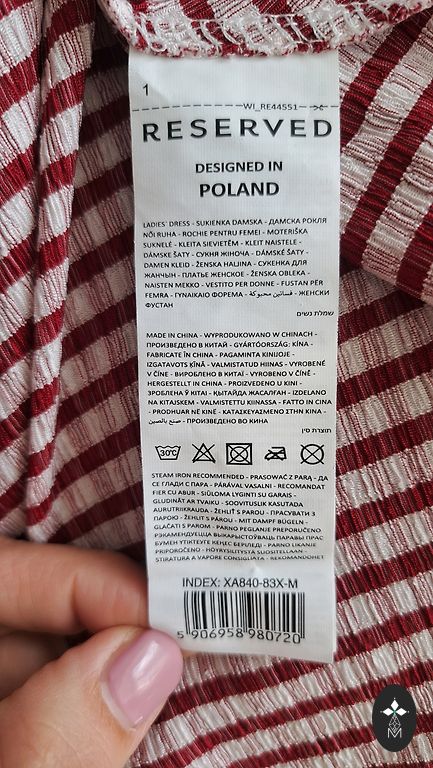 1
WI_RE44551
RESERVED
DESIGNED IN
POLAND
LADIES' DRESS - SUKIENKA DAMSKA - ДАМСКА РОКЛЯ
NŐI RUHA - ROCHIE PENTRU FEMEI - MOTERIŠKA
SUKNELĖ - KLEITA SIEVIETĒM - KLEIT NAISTELE -
DÁMSKE ŠATY - СУКНЯ ЖІНОЧА - DÁMSKÉ ŠATY -
DAMEN KLEID - ŽENSKA HALJINA - СУКЕНКА ДЛЯ
ЖАНЧЫН - ПЛАТЬЕ ЖЕНСКОЕ - ŽENSKA OBLEKA -
NAISTEN MEKKO - VESTITO PER DONNE - FUSTAN PËR
FEMRA - ΓΥΝΑΙΚΑΙΟ ΦΟΡΕΜΑ - فساتين محبوكة - ЖЕНСКИ
ФУСТАН
שמלת נשים
MADE IN CHINA - WYPRODUKOWANO W CHINACH -
ПРОИЗВЕДЕНО В КИТАЙ - GYÁRTÓORSZÁG: KÍNA -
FABRICATE ÎN CHINA - PAGAMINTA KINIJOJE -
IZGATAVOTS ĶĪNĀ - VALMISTATUD HIINAS - VYROBENÉ
V ČÍNE - ВИРОБЛЕНО В КИТАЇ - VYROBENO V ČÍNĚ -
HERGESTELLT IN CHINA - PROIZVEDENO U KINI -
ЗРОБЛЕНА Ў КІТАІ - ҚЫТАЙДА ЖАСАЛҒАН - IZDELANO
NA KITAJSKEM - VALMISTETTU KIINASSA - FATTO IN CINA
- PRODHUAR NË KINË - ΚΑΤΑΣΚΕΥΑΣΜΕΝΟ ΣΤΗΝ ΚΙΝΑ -
صنع بالصين - ПРОИЗВЕДЕНО ВО КИНА
תוצרת סין
30°C
STEAM IRON RECOMMENDED - PRASOWAĆ Z PARĄ - ДА
СЕ ГЛАДИ С ПАРА - PÁRÁVAL VASALNI - RECOMANDAT
FIER CU ABUR - SIŪLOMA LYGINTI SU GARAIS -
GLUDINĀT AR TVAIKU - SOOVITUSLIK KASUTADA
AURUTRIIKRAUDA - ŽEHLIŤ S PAROU - ПРАСУВАТИ З
ПАРОЮ - ŽEHLIT S PÁROU - MIT DAMPF BÜGELN -
GLAČATI S PAROM - PARNO PEGLANJE PREPORUČENO
РЭКАМЕНДУЕЦЦА ВЫКАРЫСТОЎВАЦЬ ПАРАВЫ ПРАС
БУМЕН ҮТІКТЕУГЕ КЕҢЕС БЕРІЛЕДІ - PARNO LIKANJE
PRIPOROČENO - HÖYRYSILITYSTÄ SUOSITELLAAN -
STIRATURA A VAPORE CONSIGLIATA - REKOMANDOHET
INDEX: XA840-83X-M
5 906958 980720
M